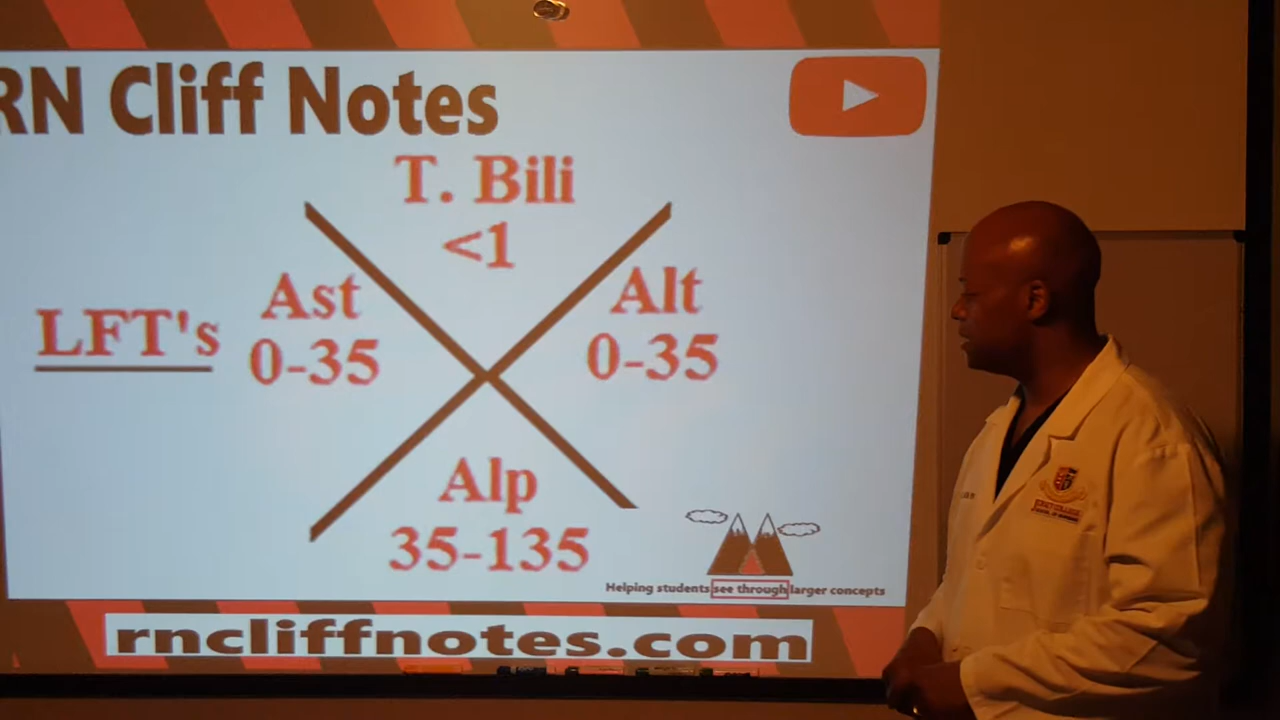 RN Cliff Notes
T. Bili
<1
Ast
0-35
Alt
0-35
LFT's
Alp
35-135
Helping students see through larger concepts
rncliffnotes.com